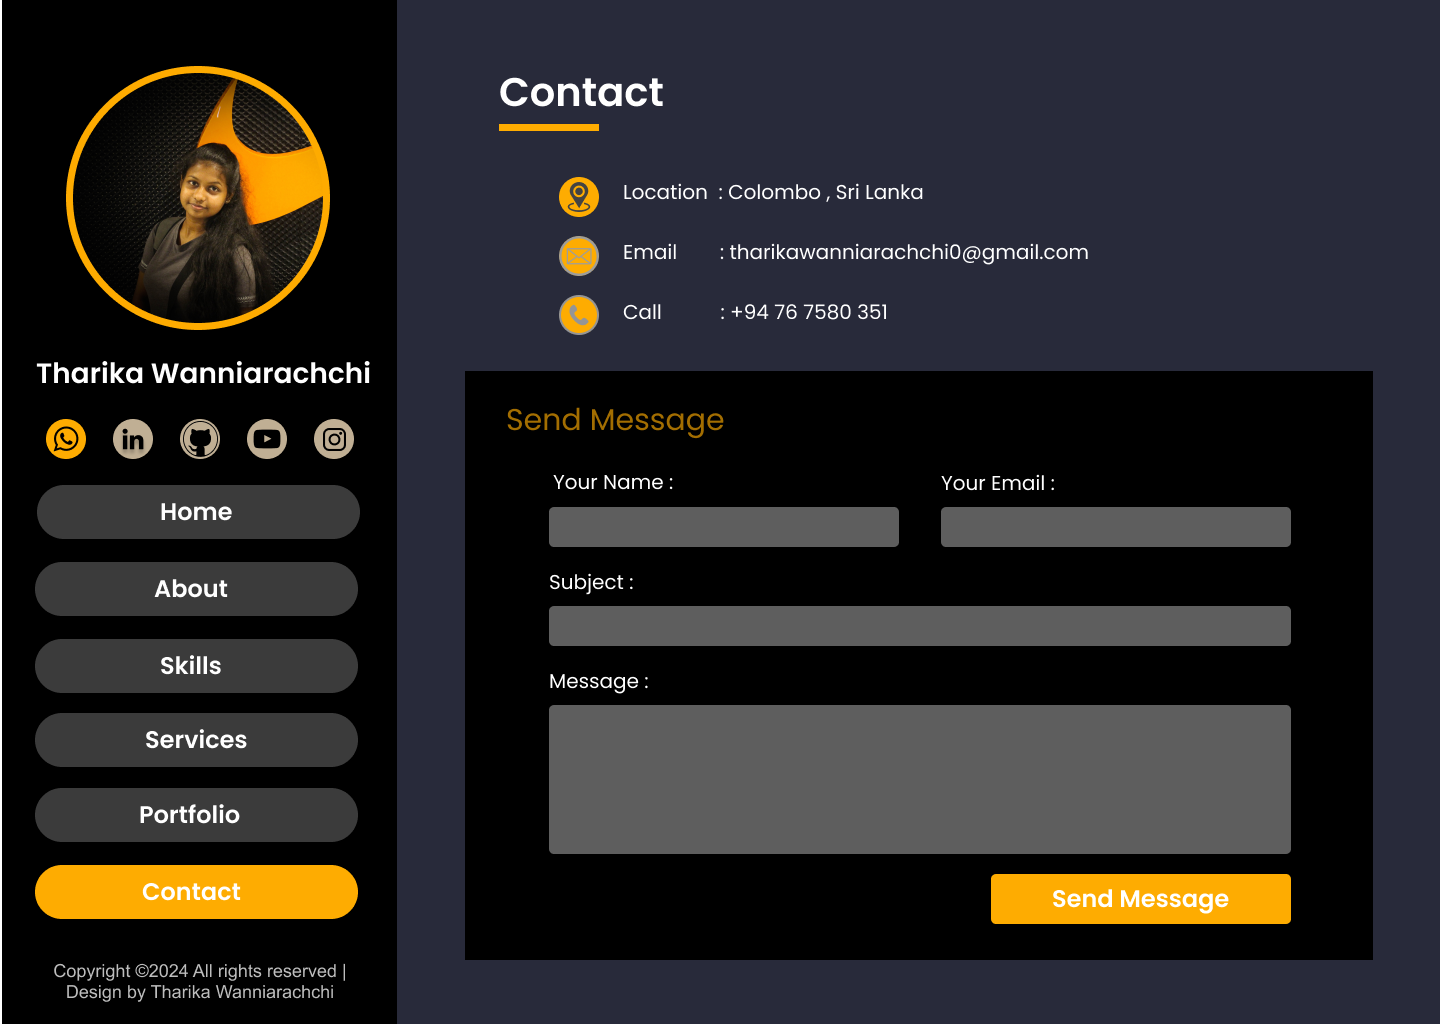 Tharika Wanniarachchi
in
Home
About
Skills
Services
Portfolio
Contact
Copyright ©2024 All rights reserved |
Design by Tharika Wanniarachchi
Contact
Location : Colombo , Sri Lanka
Email : tharikawanniarachchi0@gmail.com
Call : +94 76 7580 351
Send Message
Your Name :
Your Email :
Subject :
Message :
Send Message